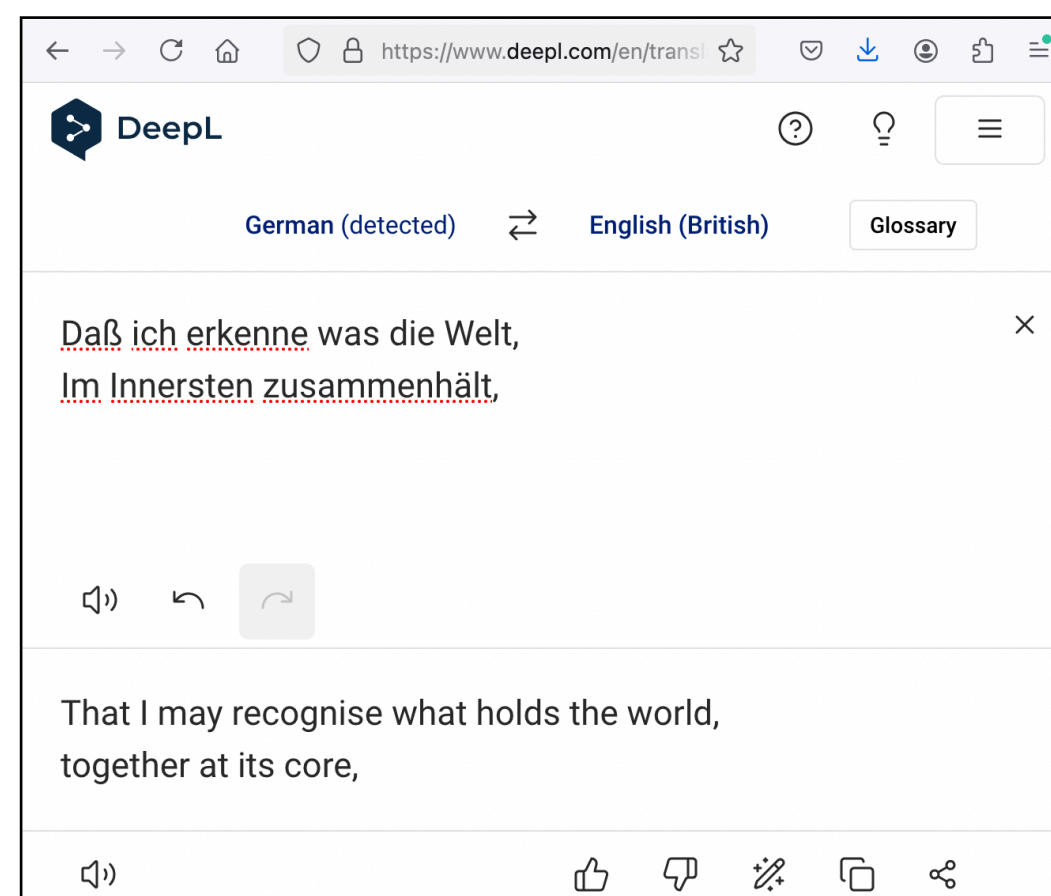 https://www.deepl.com/en/transl
DeepL
German (detected) English (British) Glossary
Daß ich erkenne was die Welt,
Im Innersten zusammenhält,
That I may recognise what holds the world,
together at its core,